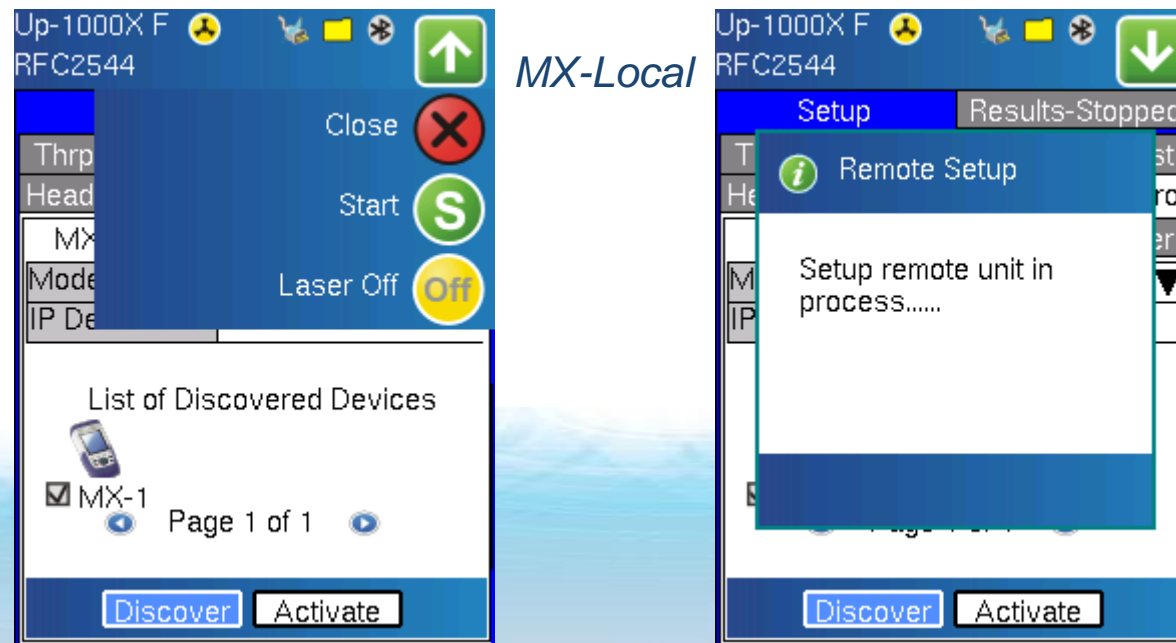 Up-1000X F
RFC2544
Close
Thrp
Head
Start
S
MX
Mode
Laser Off
Off
IP De
List of Discovered Devices
MX-1
Page 1 of 1
Discover Activate
MX-Local
Up-1000X F
RFC2544
Setup Results-Stopped
Remote Setup
Setup remote unit in
process......
Discover Activate